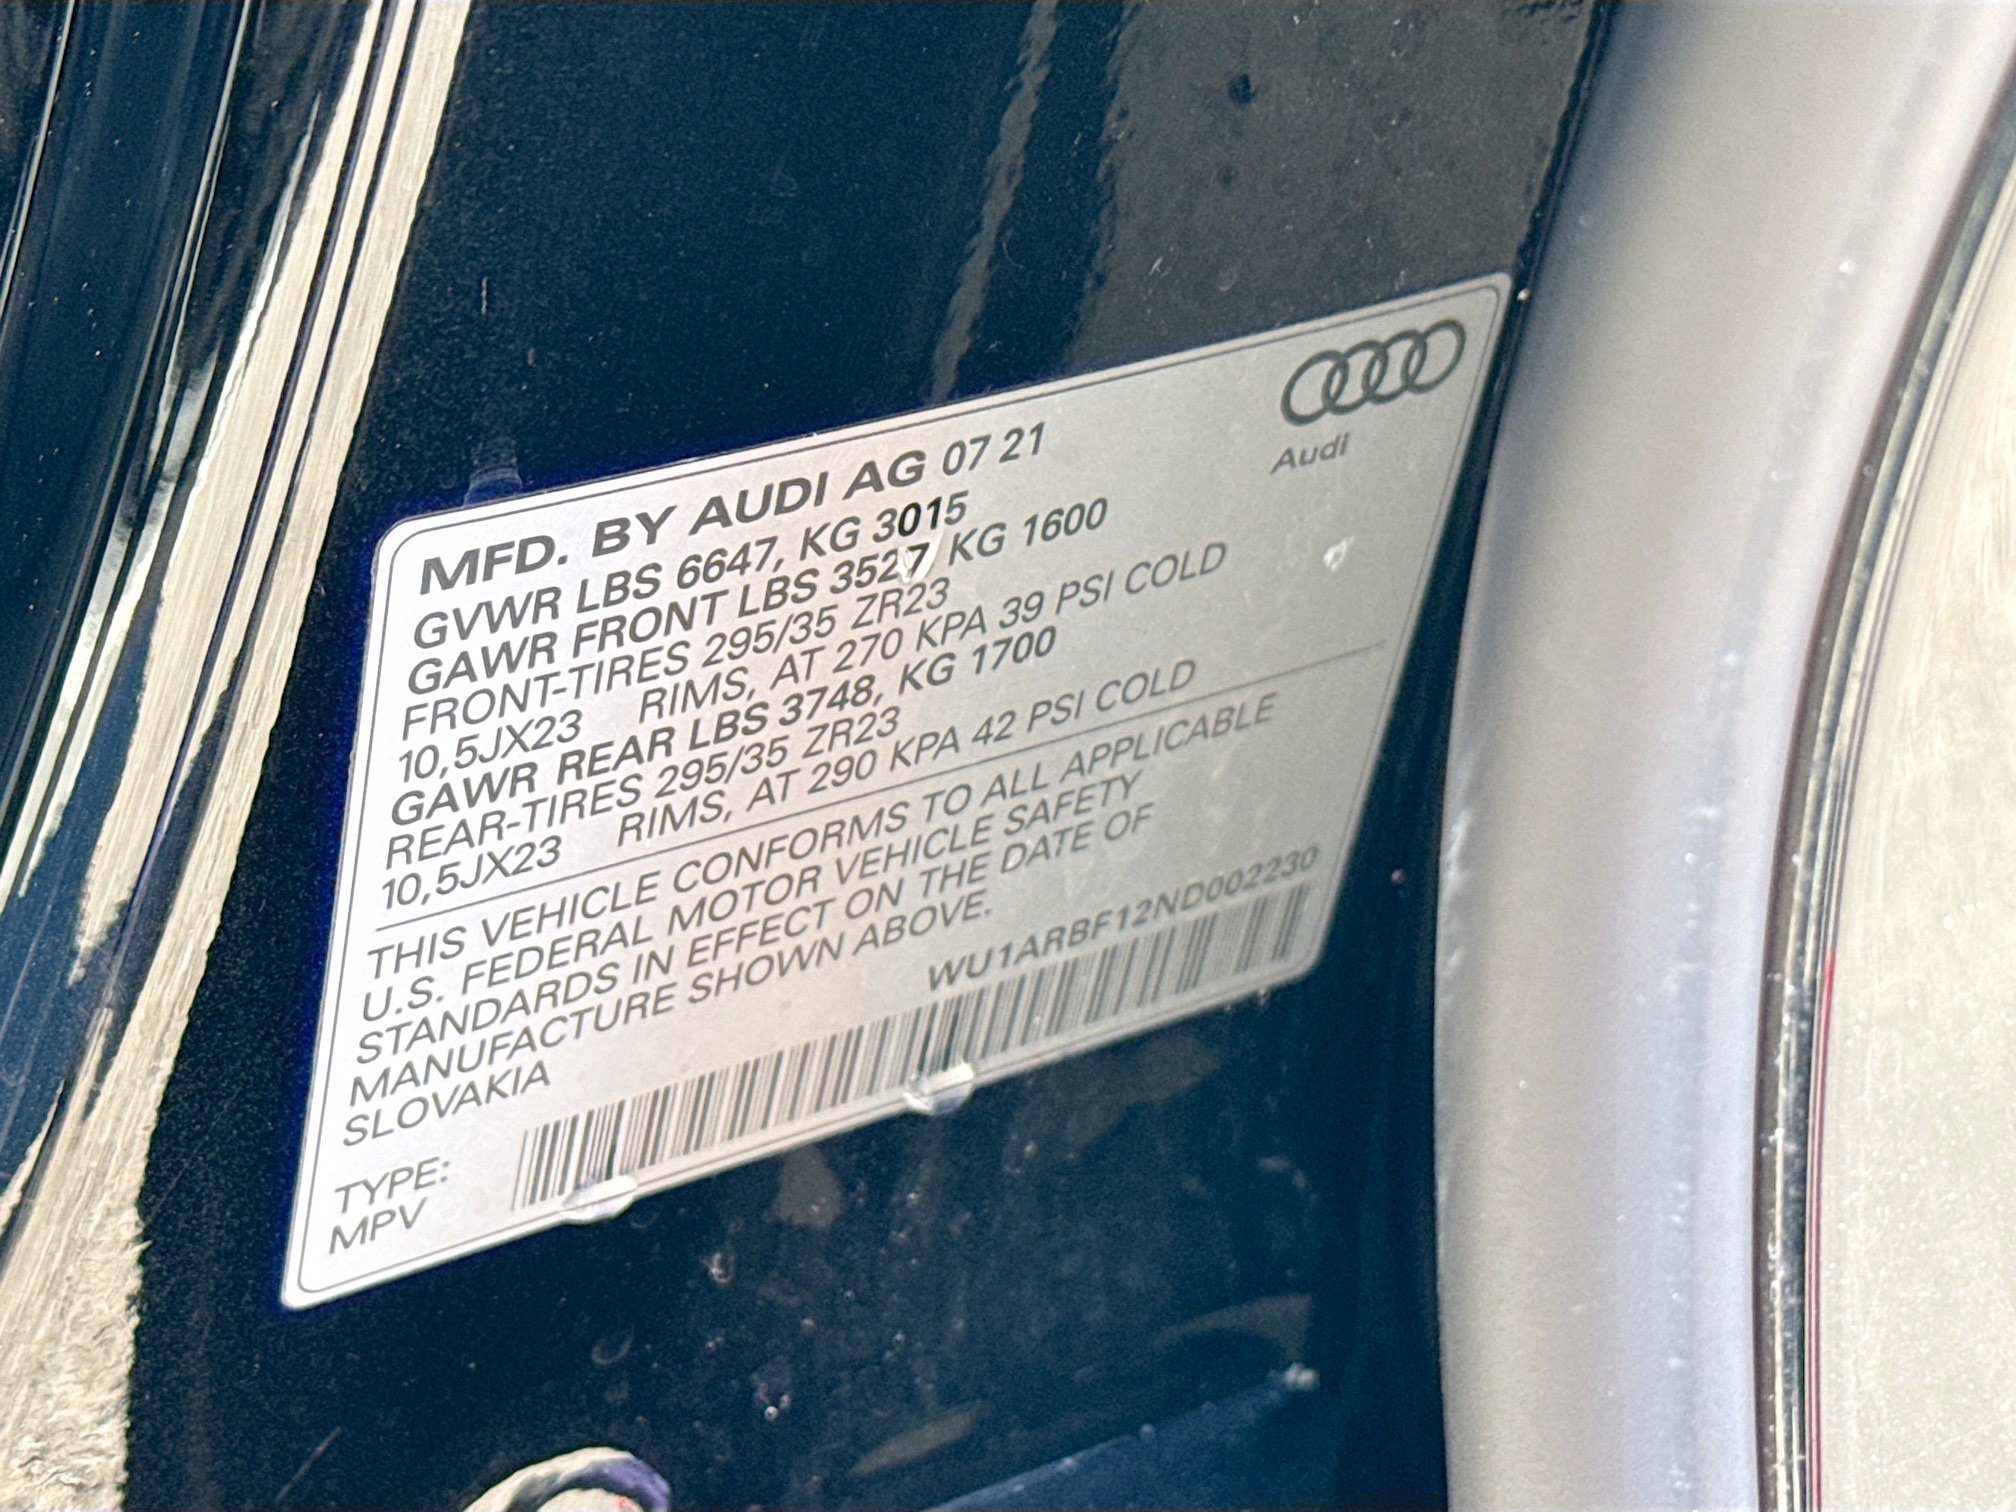 Audi
MFD. BY AUDI AG 07 21
GVWR LBS 6647, KG 3015
GAWR FRONT LBS 3527, KG 1600
FRONT-TIRES 295/35 ZR23
10,5JX23 RIMS, AT 270 KPA 39 PSI COLD
GAWR REAR LBS 3748, KG 1700
REAR-TIRES 295/35 ZR23
10,5JX23 RIMS, AT 290 KPA 42 PSI COLD
THIS VEHICLE CONFORMS TO ALL APPLICABLE
U.S. FEDERAL MOTOR VEHICLE SAFETY
STANDARDS IN EFFECT ON THE DATE OF
MANUFACTURE SHOWN ABOVE.
SLOVAKIA
WU1ARBF12ND002230
TYPE:
MPV